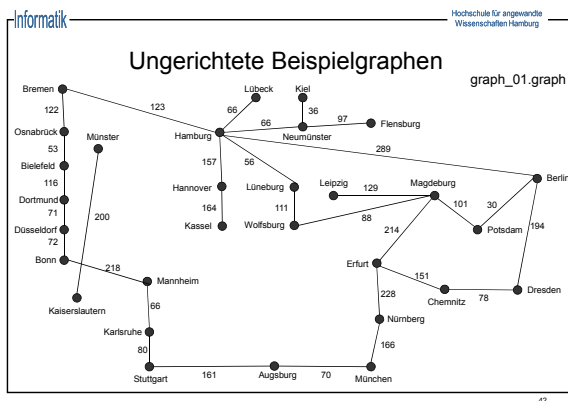 Informatik
Hochschule für angewandte
Wissenschaften Hamburg
Ungerichtete Beispielgraphen
graph_01.graph
Bremen
Lübeck
Kiel
123
66
36
97
Flensburg
122
66
Neumünster
Osnabrück
Münster
Hamburg
289
53
157
56
Bielefeld
Berlin
116
Hannover
Lüneburg
Leipzig
129
Magdeburg
30
Dortmund
200
164
111
101
71
88
194
Düsseldorf
Kassel
Wolfsburg
214
Potsdam
72
Bonn
218
Erfurt
151
Mannheim
78
Dresden
Kaiserslautern
66
228
Chemnitz
Karlsruhe
Nürnberg
80
166
161
70
Stuttgart
Augsburg
München
42